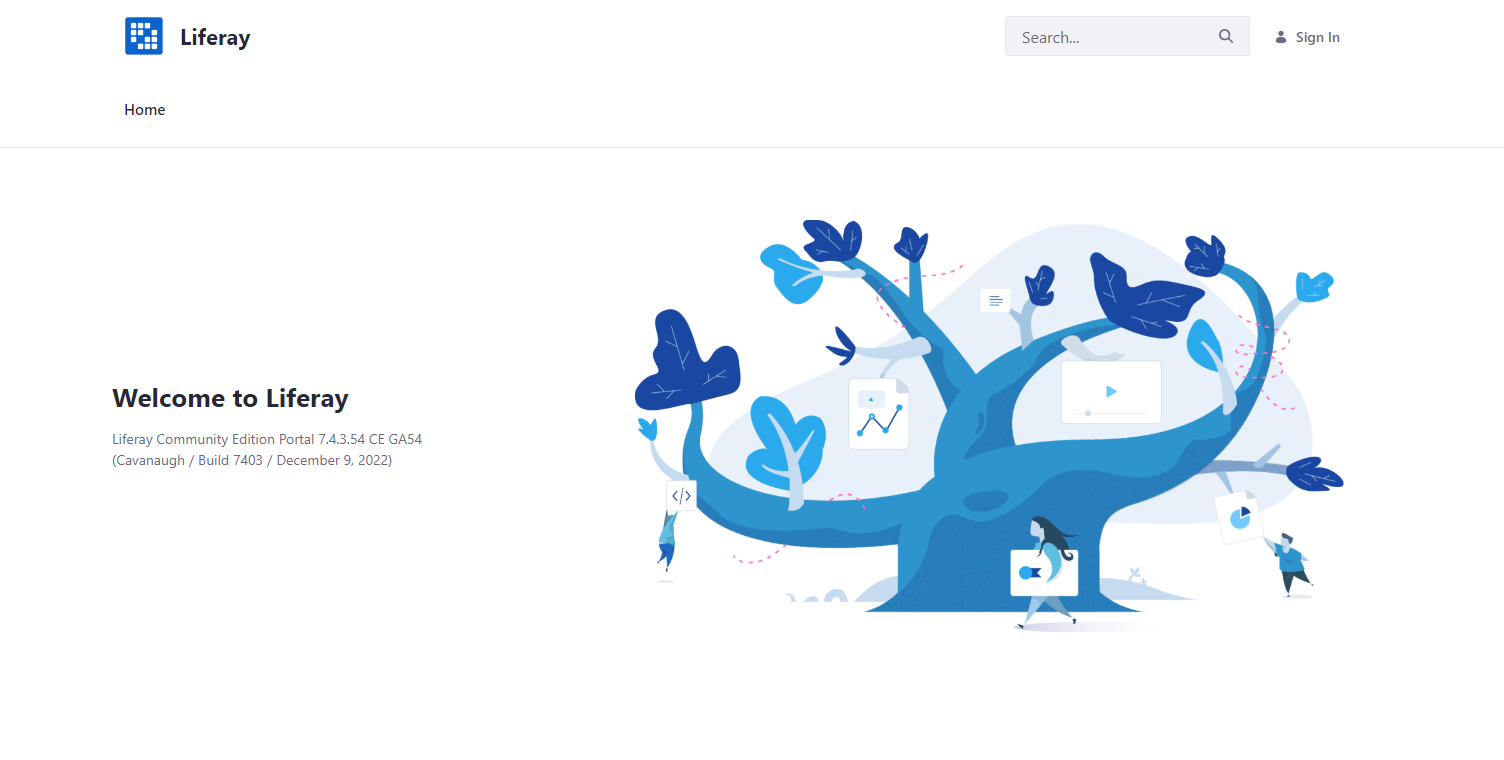 Liferay
Search...
Sign In
Home
Welcome to Liferay
Liferay Community Edition Portal 7.4.3.54 CE GA54
(Cavanaugh / Build 7403 / December 9, 2022)
</>